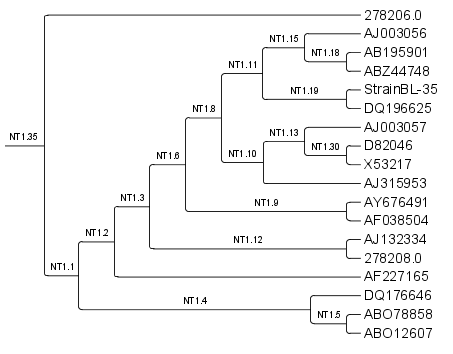 278206.0
NT1.15
AJ003056
NT1.18
AB195901
NT1.11
ABZ44748
NT1.19
StrainBL-35
NT1.8
DQ196625
NT1.13
AJ003057
NT1.35
NT1.30
D82046
NT1.6
NT1.10
X53217
AJ315953
NT1.3
NT1.9
AY676491
AF038504
NT1.2
NT1.12
AJ132334
278208.0
NT1.1
AF227165
NT1.4
DQ176646
NT1.5
ABO78858
ABO12607